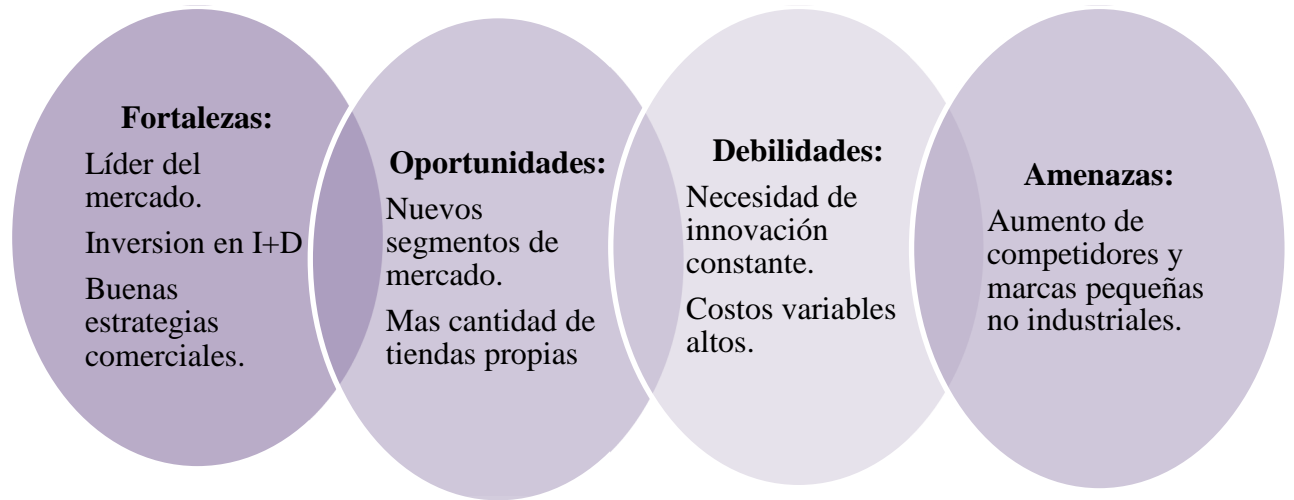 Fortalezas:
Líder del
mercado.
Inversion en I+D
Buenas
estrategias
comerciales.
Oportunidades:
Nuevos
segmentos de
mercado.
Mas cantidad de
tiendas propias
Debilidades:
Necesidad de
innovación
constante.
Costos variables
altos.
Amenazas:
Aumento de
competidores y
marcas pequeñas
no industriales.